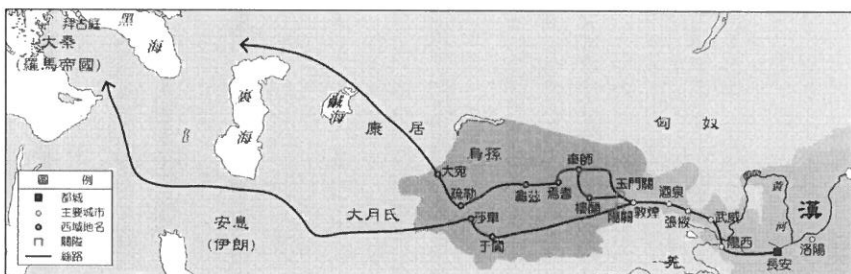 拜占庭
大秦
(羅馬帝國)
黑海
裏海
鹹海
康居
烏孫
匈奴
大宛
疏勒
龜茲
焉耆
車師
樓蘭
玉門關
陽關
敦煌
酒泉
張掖
武威
隴西
黃河
漢
長安
洛陽
羌
莎車
于闐
大月氏
安息
(伊朗)
圖例
都城
主要城市
西域地名
關隘
絲路